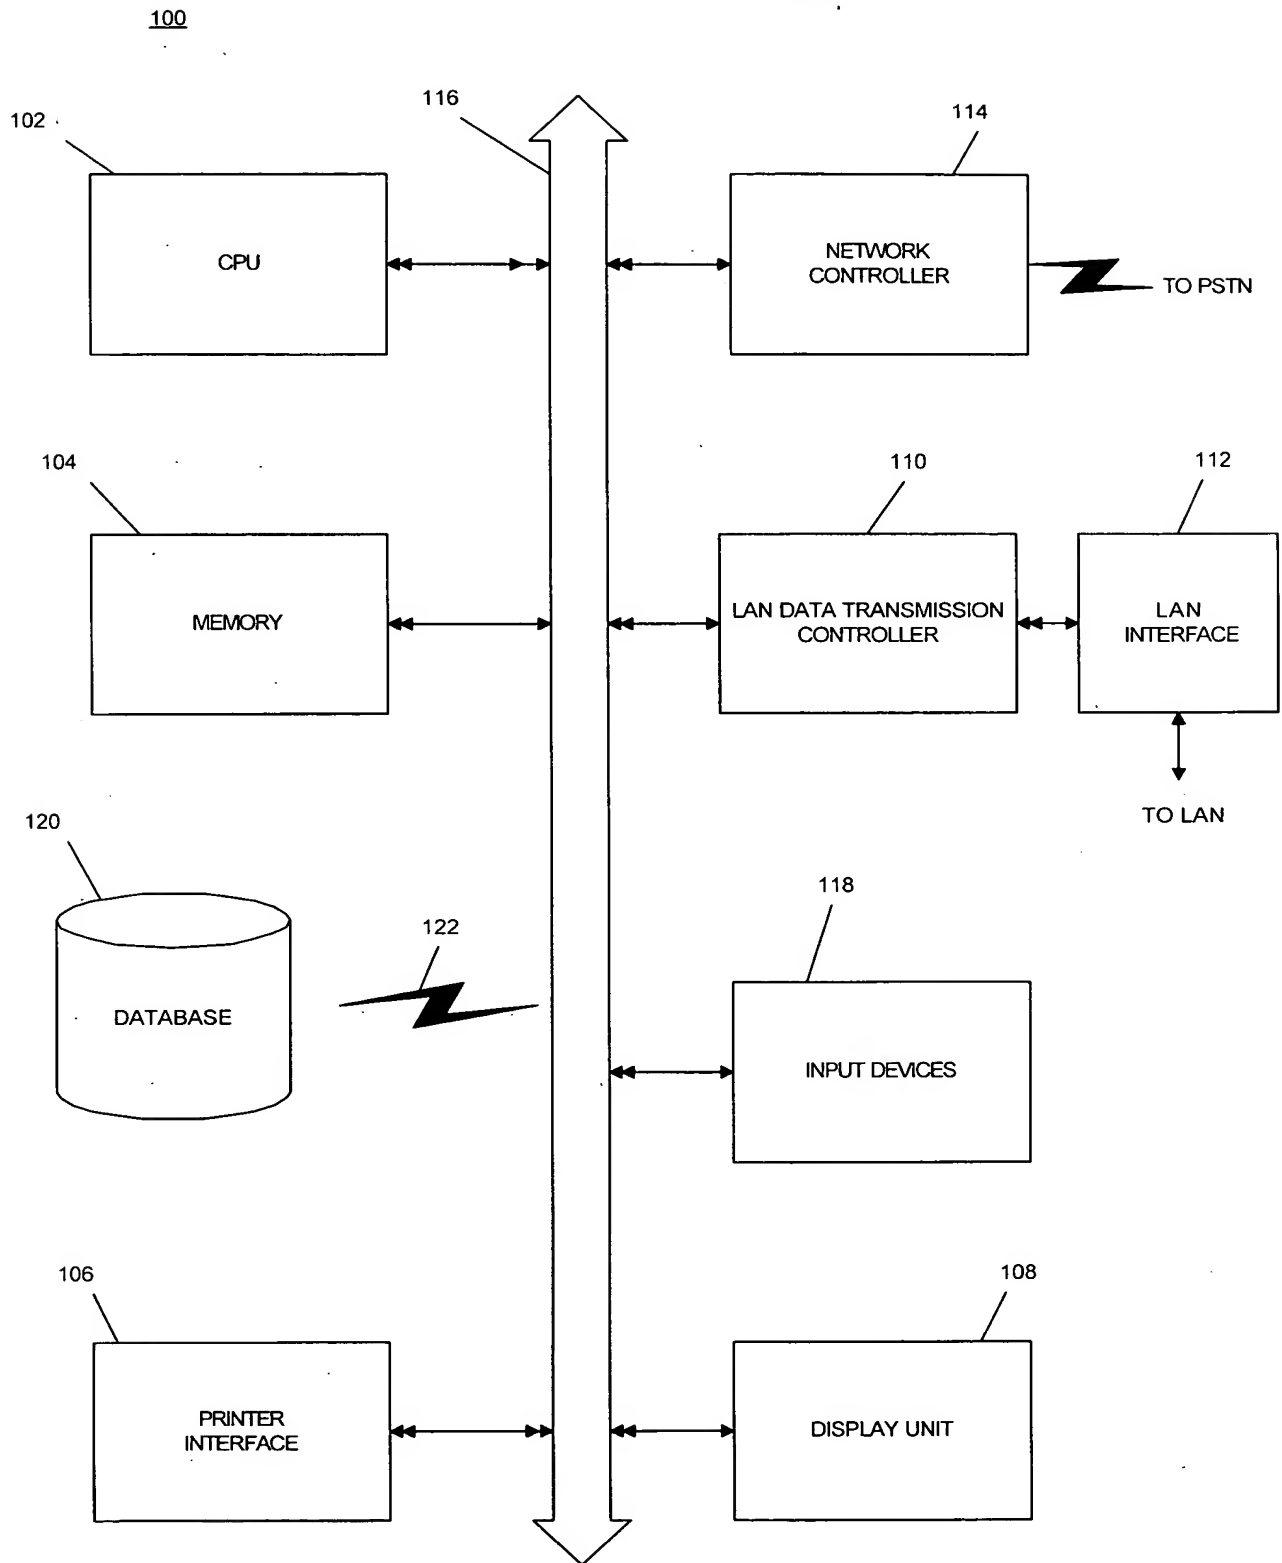 100
116
102
114
CPU
NETWORK
CONTROLLER
TO PSTN
104
110
112
MEMORY
LAN DATA TRANSMISSION
CONTROLLER
LAN
INTERFACE
TO LAN
120
118
122
DATABASE
INPUT DEVICES
106
108
PRINTER
INTERFACE
DISPLAY UNIT